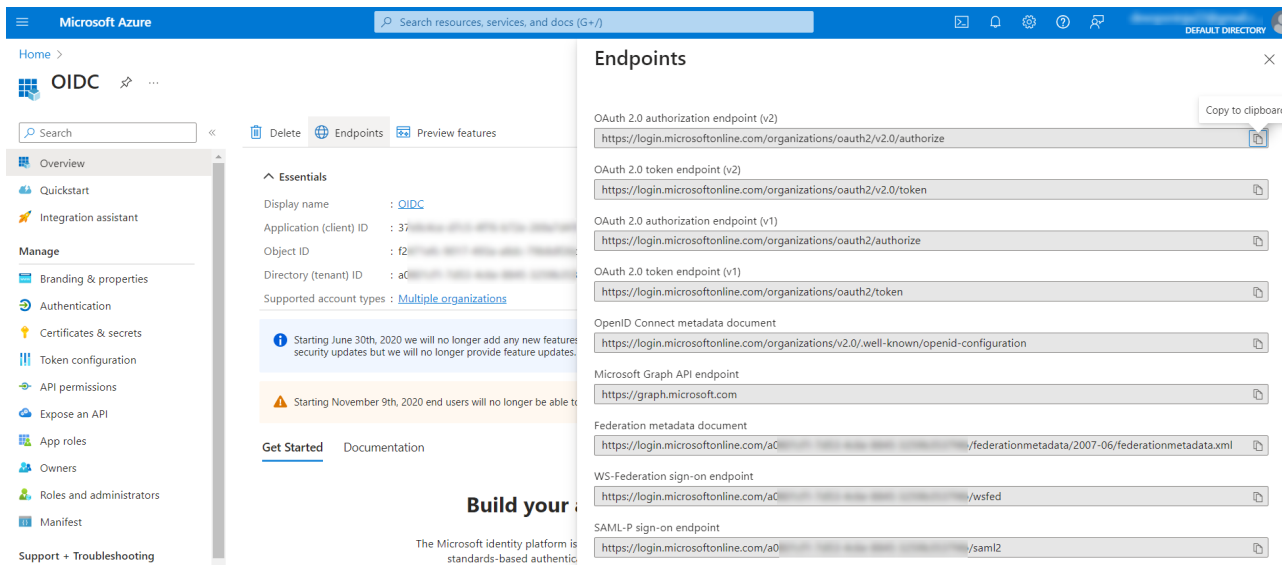 Microsoft Azure
Search resources, services, and docs (G+/)
DEFAULT DIRECTORY
Home >
OIDC
Search
Overview
Quickstart
Integration assistant
Manage
Branding & properties
Authentication
Certificates & secrets
Token configuration
API permissions
Expose an API
App roles
Owners
Roles and administrators
Manifest
Support + Troubleshooting
Delete
Endpoints
Preview features
Essentials
Display name : OIDC
Application (client) ID : 37
Object ID : f2
Directory (tenant) ID : a0
Supported account types : Multiple organizations
Starting June 30th, 2020 we will no longer add any new features
security updates but we will no longer provide feature updates.
Starting November 9th, 2020 end users will no longer be able to
Get Started
Documentation
Build your
The Microsoft identity platform is
standards-based authentic
Endpoints
Copy to clipboard
OAuth 2.0 authorization endpoint (v2)
https://login.microsoftonline.com/organizations/oauth2/v2.0/authorize
OAuth 2.0 token endpoint (v2)
https://login.microsoftonline.com/organizations/oauth2/v2.0/token
OAuth 2.0 authorization endpoint (v1)
https://login.microsoftonline.com/organizations/oauth2/authorize
OAuth 2.0 token endpoint (v1)
https://login.microsoftonline.com/organizations/oauth2/token
OpenID Connect metadata document
https://login.microsoftonline.com/organizations/v2.0/.well-known/openid-configuration
Microsoft Graph API endpoint
https://graph.microsoft.com
Federation metadata document
https://login.microsoftonline.com/a0 /federationmetadata/2007-06/federationmetadata.xml
WS-Federation sign-on endpoint
https://login.microsoftonline.com/a0 /wsfed
SAML-P sign-on endpoint
https://login.microsoftonline.com/a0 /saml2